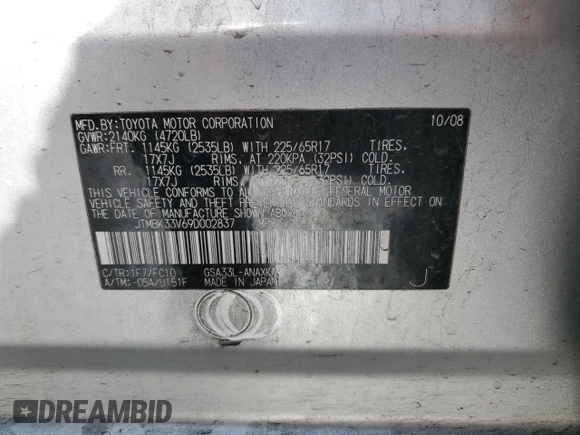 MFD.BY:TOYOTA MOTOR CORPORATION 10/08
GVWR:2140KG (4720LB)
GAWR:FRT. 1145KG (2535LB) WITH 225/65R17 TIRES.
17X7J RIMS. AT 220KPA (32PSI) COLD.
RR. 1145KG (2535LB) WITH 225/65R17 TIRES.
17X7J RIMS. (32PSI) COLD.
THIS VEHICLE CONFORMS TO FEDERAL MOTOR
VEHICLE SAFETY AND THEFT PREVENTION STANDARDS IN
EFFECT ON THE DATE OF MANUFACTURE SHOWN ABOVE.
JTMBK33V69D002837
C/TR:1F7/FC10 GSA33L-ANAXK
A/TM:-05A/U151F MADE IN JAPAN
J
DREAMBID